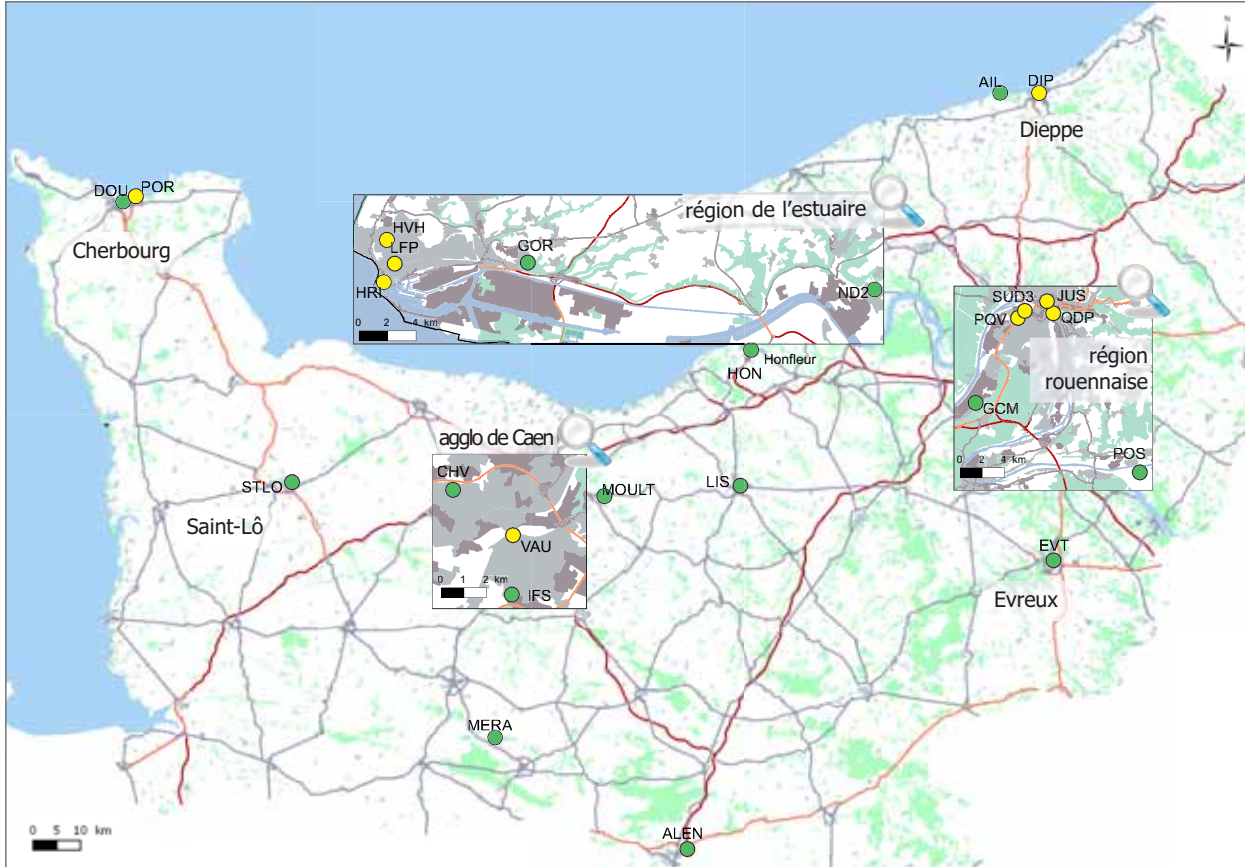 N
AIL
DIP
Dieppe
DOU
POR
Cherbourg
région de l'estuaire
HVH
LFP
GOR
HRI
ND2
0 2 4 km
SUD3
JUS
PQV
QDP
région
rouennaise
GCM
0 2 4 km
POS
Honfleur
HON
agglo de Caen
CHV
VAU
0 1 2 km
IFS
STLO
Saint-Lô
MOULT
LIS
EVT
Evreux
MERA
ALEN
0 5 10 km